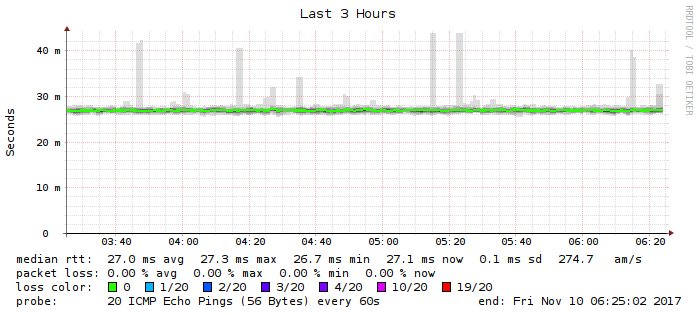 Last 3 Hours
RRDTOOL / TOBI OETIKER
Seconds
40 m
30 m
20 m
10 m
0
03:40 04:00 04:20 04:40 05:00 05:20 05:40 06:00 06:20
median rtt: 27.0 ms avg 27.3 ms max 26.7 ms min 27.1 ms now 0.1 ms sd 274.7 am/s
packet loss: 0.00 % avg 0.00 % max 0.00 % min 0.00 % now
loss color: 0 1/20 2/20 3/20 4/20 10/20 19/20
probe: 20 ICMP Echo Pings (56 Bytes) every 60s end: Fri Nov 10 06:25:02 2017